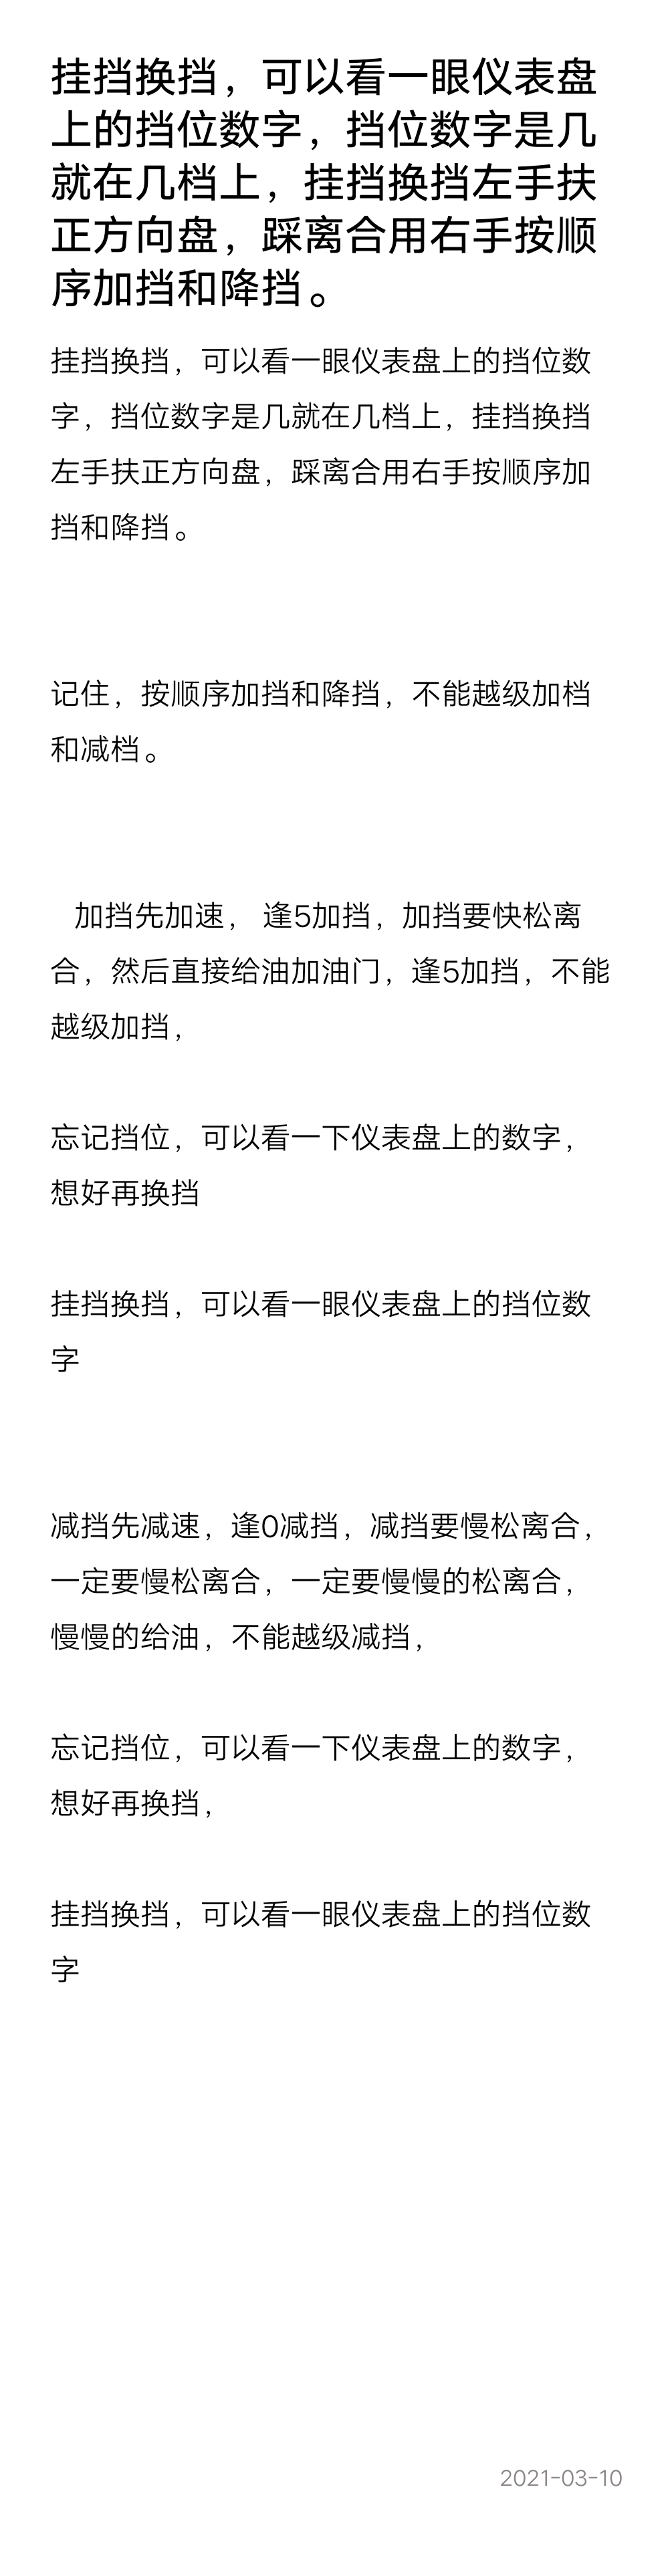 挂挡换挡，可以看一眼仪表盘
上的挡位数字，挡位数字是几
就在几档上，挂挡换挡左手扶
正方向盘，踩离合用右手按顺
序加挡和降挡。
挂挡换挡，可以看一眼仪表盘上的挡位数
字，挡位数字是几就在几档上，挂挡换挡
左手扶正方向盘，踩离合用右手按顺序加
挡和降挡。
记住，按顺序加挡和降挡，不能越级加档
和减档。
加挡先加速， 逢5加挡，加挡要快松离
合，然后直接给油加油门，逢5加挡，不能
越级加挡，
忘记挡位，可以看一下仪表盘上的数字，
想好再换挡
挂挡换挡，可以看一眼仪表盘上的挡位数
字
减挡先减速，逢0减挡，减挡要慢松离合，
一定要慢松离合，一定要慢慢的松离合，
慢慢的给油，不能越级减挡，
忘记挡位，可以看一下仪表盘上的数字，
想好再换挡，
挂挡换挡，可以看一眼仪表盘上的挡位数
字
2021-03-10